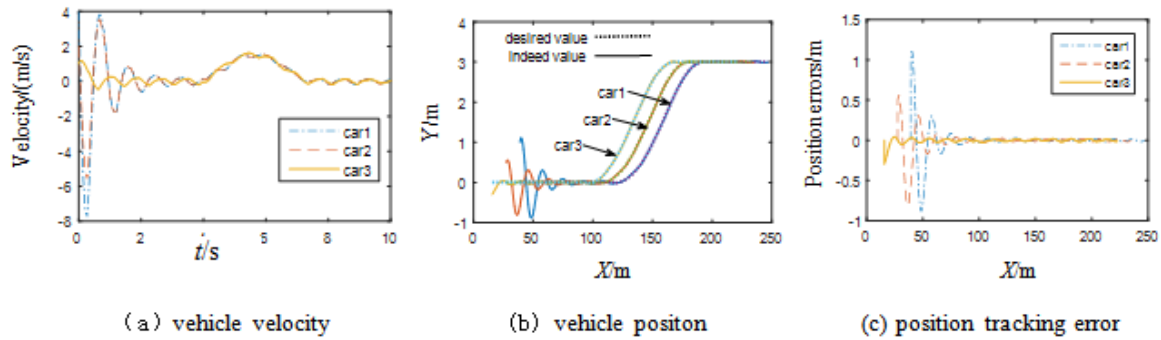 Velocity/(m/s)
4
2
0
-2
-4
-6
-8
car1
car2
car3
0
2
4
5
6
8
10
t/s
(a) vehicle velocity
Y/m
4
3
2
1
0
-1
desired value
Indeed value
car1
car2
car3
0
50
100
150
200
250
X/m
(b) vehicle positon
Position errors/m
1.5
1
0.5
0
-0.5
-1
car1
car2
car3
0
50
100
150
200
250
X/m
(c) position tracking error